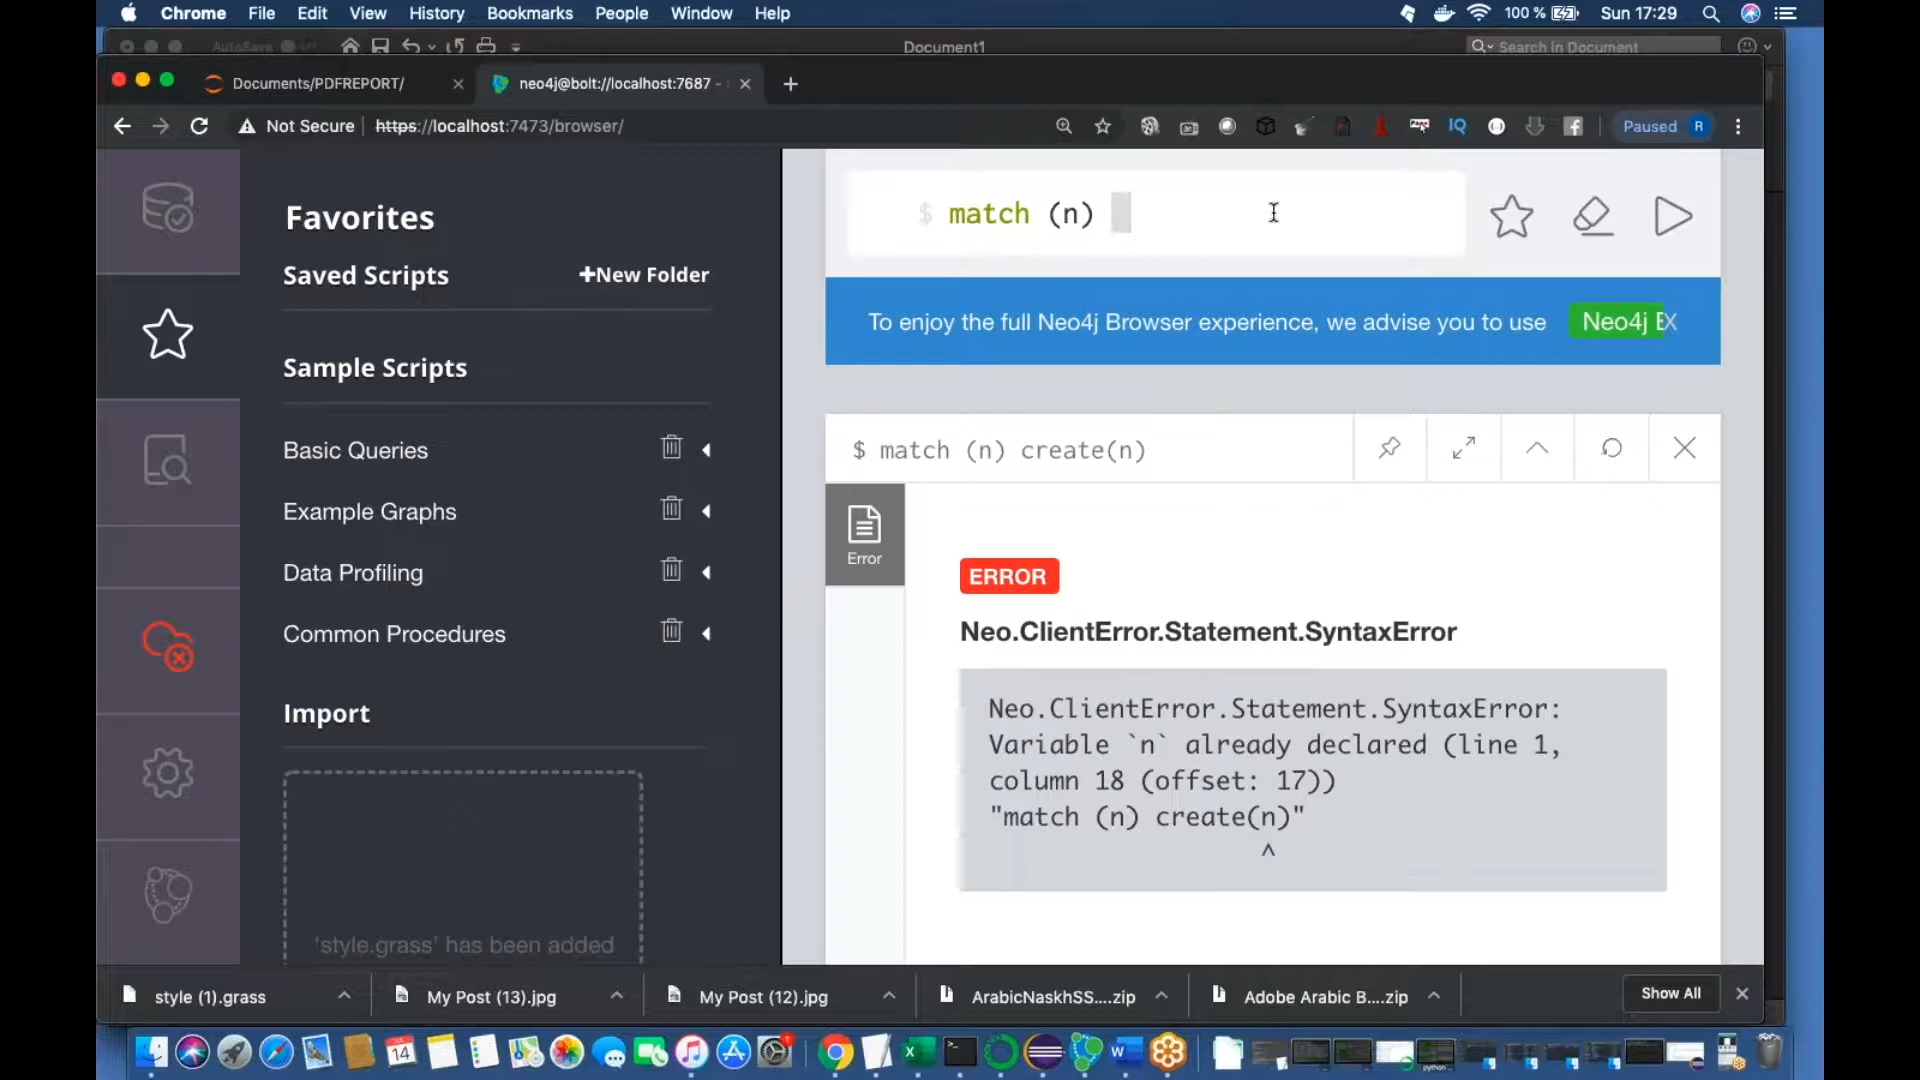 Chrome File Edit View History Bookmarks People Window Help
100 % Sun 17:29
AutoSave
Document1
Search in Document
Documents/PDFREPORT/
neo4j@bolt://localhost:7687 -
Not Secure https://localhost:7473/browser/
IQ
Paused R
Favorites
Saved Scripts
+New Folder
Sample Scripts
Basic Queries
Example Graphs
Data Profiling
Common Procedures
Import
'style.grass' has been added
$ match (n)
To enjoy the full Neo4j Browser experience, we advise you to use Neo4j
X
$ match (n) create(n)
Error
ERROR
Neo.ClientError.Statement.SyntaxError
Neo.ClientError.Statement.SyntaxError:
Variable `n` already declared (line 1,
column 18 (offset: 17))
"match (n) create(n)"
^
style (1).grass
My Post (13).jpg
My Post (12).jpg
ArabicNaskhSS....zip
Adobe Arabic B....zip
Show All
14